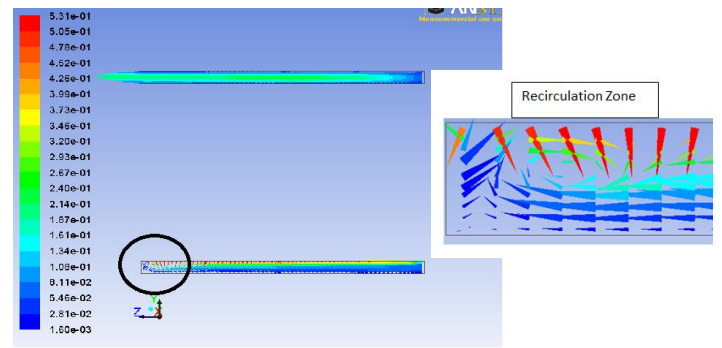 5.31e-01
5.05e-01
4.78e-01
4.52e-01
4.26e-01
3.99e-01
3.73e-01
3.46e-01
3.20e-01
2.93e-01
2.67e-01
2.40e-01
2.14e-01
1.87e-01
1.61e-01
1.34e-01
1.08e-01
8.11e-02
5.46e-02
2.81e-02
1.60e-03
Noncommercial use
Recirculation Zone
Y
Z
X